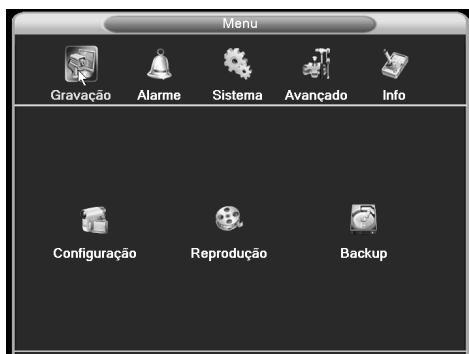 Menu
Gravação Alarme Sistema Avançado Info
Configuração Reprodução Backup